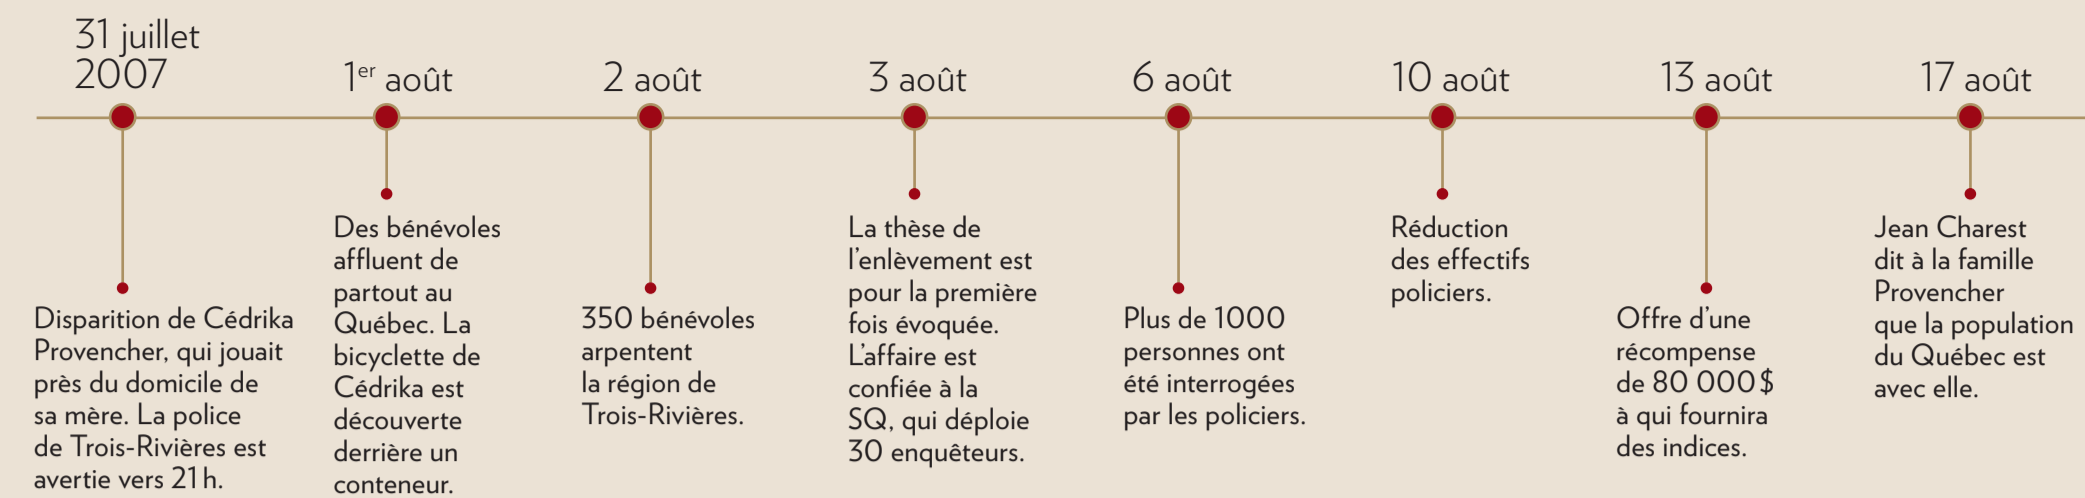 31 juillet
2007
Disparition de Cédrika
Provencher, qui jouait
près du domicile de
sa mère. La police
de Trois-Rivières est
avertie vers 21 h.
1er août
Des bénévoles
affluent de
partout au
Québec. La
bicyclette de
Cédrika est
découverte
derrière un
conteneur.
2 août
350 bénévoles
arpentent
la région de
Trois-Rivières.
3 août
La thèse de
l’enlèvement est
pour la première
fois évoquée.
L’affaire est
confiée à la
SQ, qui déploie
30 enquêteurs.
6 août
Plus de 1000
personnes ont
été interrogées
par les policiers.
10 août
Réduction
des effectifs
policiers.
13 août
Offre d’une
récompense
de 80 000 $
à qui fournira
des indices.
17 août
Jean Charest
dit à la famille
Provencher
que la population
du Québec est
avec elle.